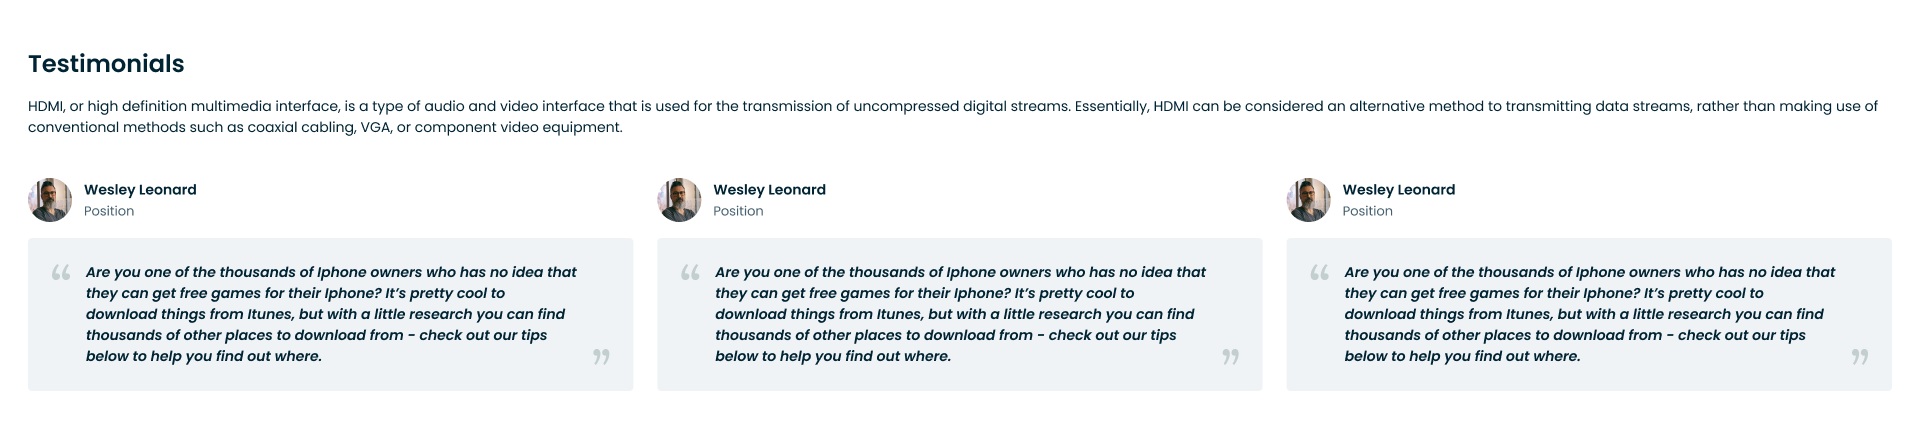 Testimonials
HDMI, or high definition multimedia interface, is a type of audio and video interface that is used for the transmission of uncompressed digital streams. Essentially, HDMI can be considered an alternative method to transmitting data streams, rather than making use of
conventional methods such as coaxial cabling, VGA, or component video equipment.
Wesley Leonard
Position
“ Are you one of the thousands of Iphone owners who has no idea that
they can get free games for their Iphone? It’s pretty cool to
download things from Itunes, but with a little research you can find
thousands of other places to download from - check out our tips
below to help you find out where. ”
Wesley Leonard
Position
“ Are you one of the thousands of Iphone owners who has no idea that
they can get free games for their Iphone? It’s pretty cool to
download things from Itunes, but with a little research you can find
thousands of other places to download from - check out our tips
below to help you find out where. ”
Wesley Leonard
Position
“ Are you one of the thousands of Iphone owners who has no idea that
they can get free games for their Iphone? It’s pretty cool to
download things from Itunes, but with a little research you can find
thousands of other places to download from - check out our tips
below to help you find out where. ”